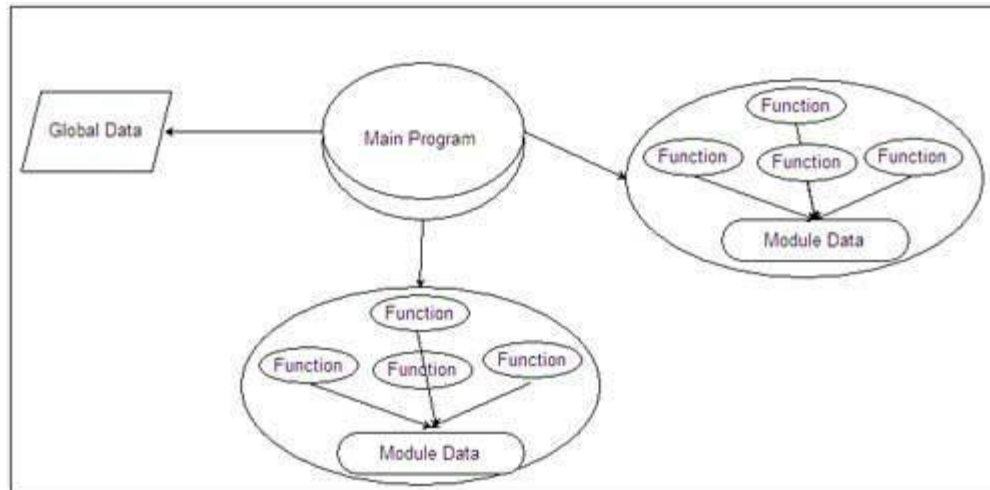 Global Data
Main Program
Function
Function
Function
Function
Module Data
Function
Function
Function
Function
Module Data